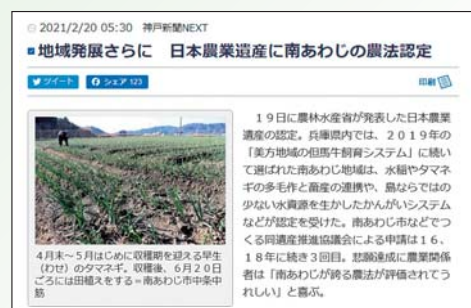 2021/2/20 05:30 神戸新聞NEXT
地域発展さらに 日本農業遺産に南あわじの農法認定
ツイート
シェア 123
印刷
１９日に農林水産省が発表した日本農業
遺産の認定。兵庫県内では、２０１９年の
「美方地域の但馬牛飼育システム」に続い
て選ばれた南あわじ地域は、水稲やタマネ
ギの多毛作と畜産の連携や、島ならではの
少ない水資源を生かしたかんがいシステム
などが認定を受けた。南あわじ市などでつ
くる同遺産推進協議会による申請は１６、
１８年に続き３回目。悲願達成に農業関係
者は「南あわじが誇る農法が評価されてう
れしい」と喜ぶ。
４月末～５月はじめに収穫期を迎える早生
（わせ）のタマネギ。収穫後、６月２０日
ごろには田植えをする＝南あわじ市中条中
筋